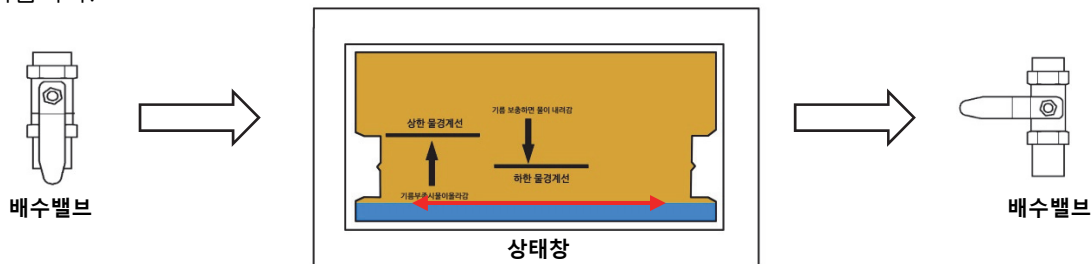 기름 보충하면 물이 내려감
상한 물경계선
하한 물경계선
기름부족시물이올라감
배수밸브
상태창
배수밸브